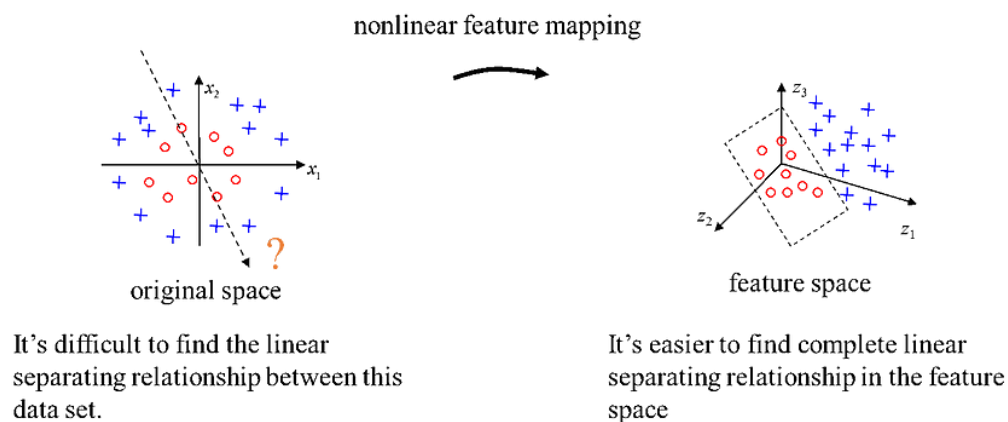 nonlinear feature mapping
x2
x1
?
original space
z3
z2
z1
feature space
It's difficult to find the linear
separating relationship between this
data set.
It's easier to find complete linear
separating relationship in the feature
space